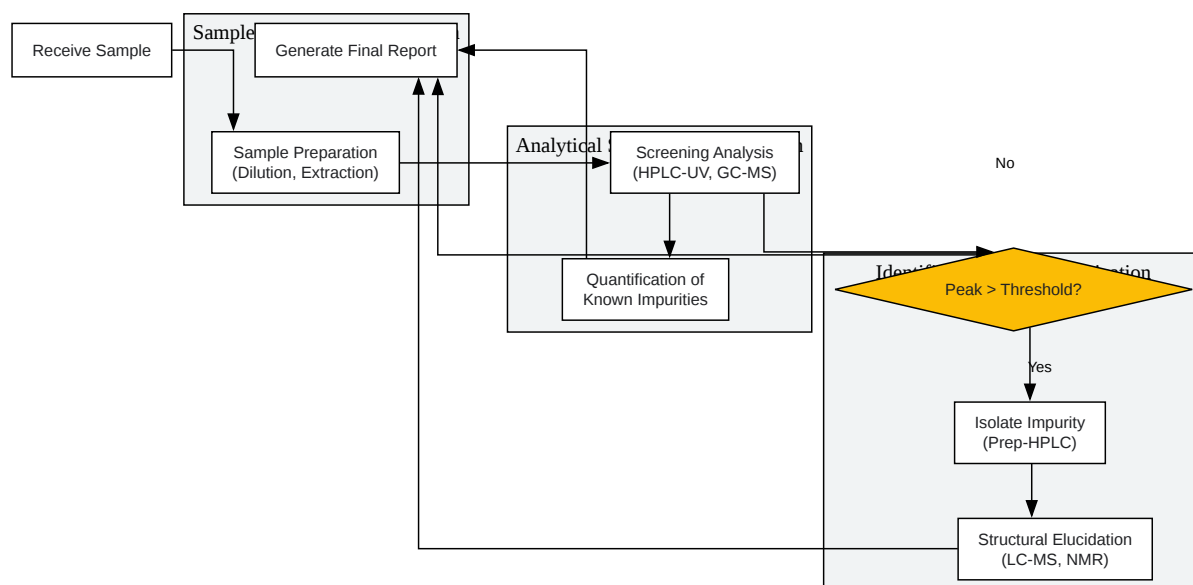 Receive Sample
Sample
Generate Final Report
Sample Preparation
(Dilution, Extraction)
Analytical
Screening Analysis
(HPLC-UV, GC-MS)
No
Quantification of
Known Impurities
Peak > Threshold?
Yes
Isolate Impurity
(Prep-HPLC)
Structural Elucidation
(LC-MS, NMR)